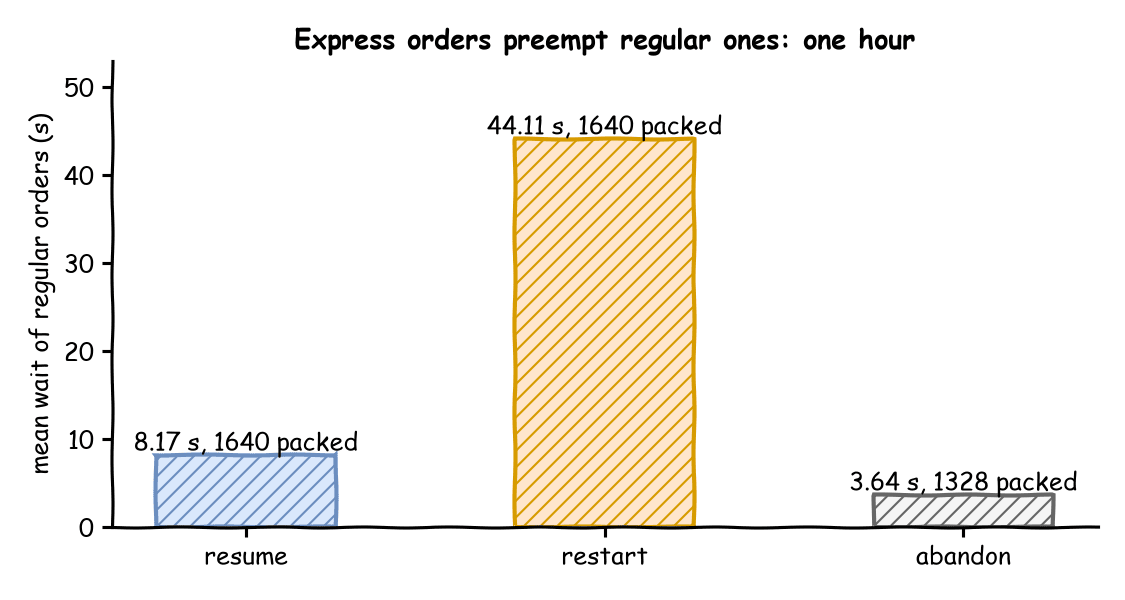 Express orders preempt regular ones: one hour
mean wait of regular orders (s)
50
40
30
20
10
0
8.17 s, 1640 packed
44.11 s, 1640 packed
3.64 s, 1328 packed
resume
restart
abandon